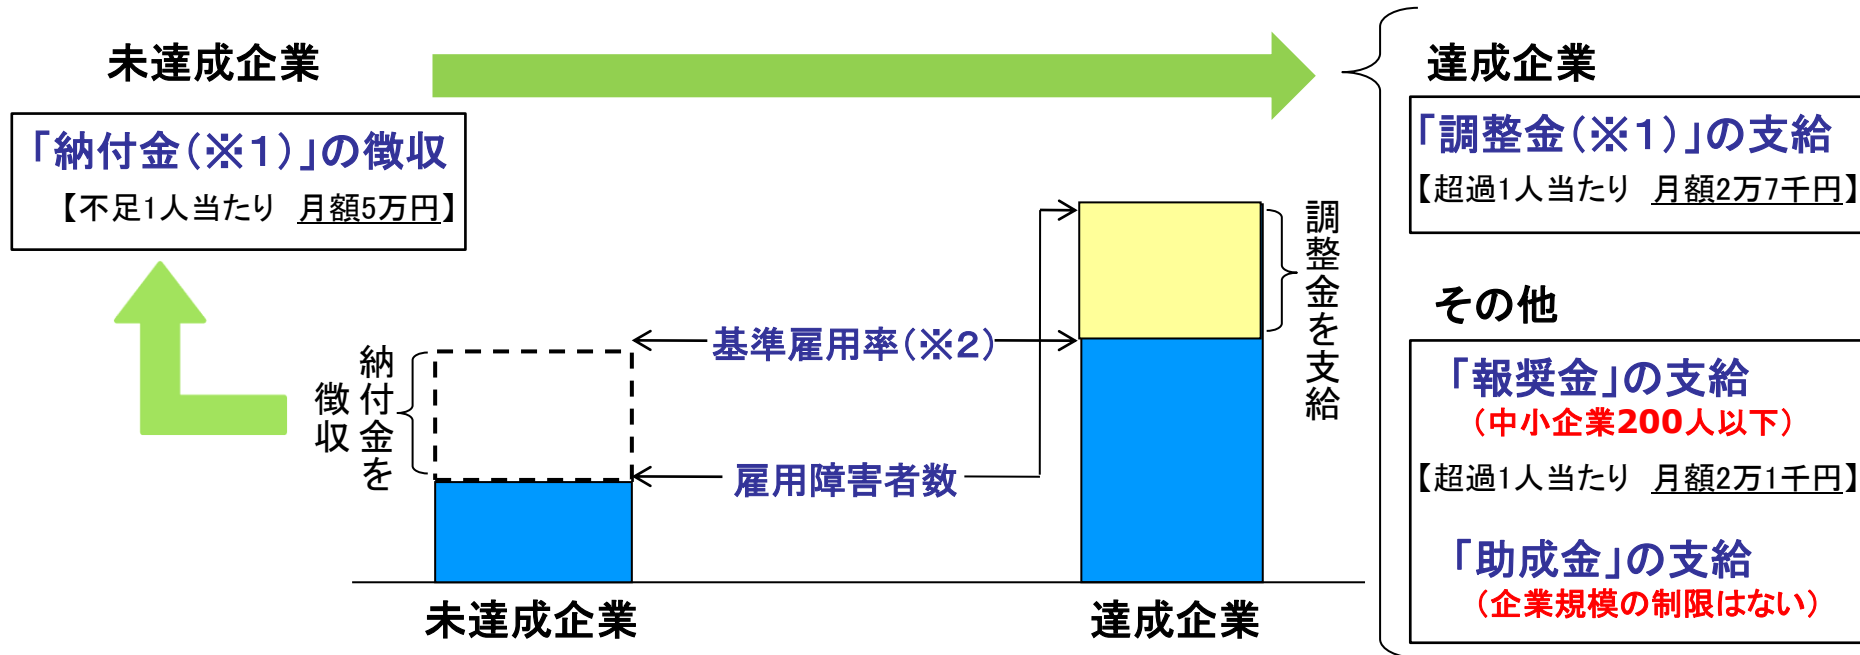 未達成企業
「納付金(※1)」の徴収
【不足1人当たり　月額5万円】
達成企業
「調整金(※1)」の支給
【超過1人当たり　月額2万7千円】
その他
「報奨金」の支給
(中小企業200人以下)
【超過1人当たり　月額2万1千円】
「助成金」の支給
(企業規模の制限はない)
納付金を
徴収
基準雇用率(※2)
雇用障害者数
調整金を支給
未達成企業
達成企業